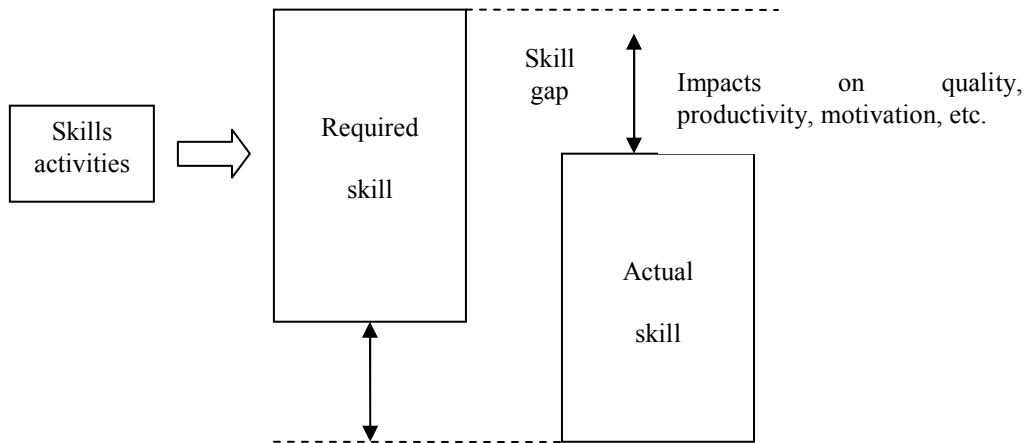 Skills
activities
Required
skill
Skill
gap
Impacts on quality,
productivity, motivation, etc.
Actual
skill